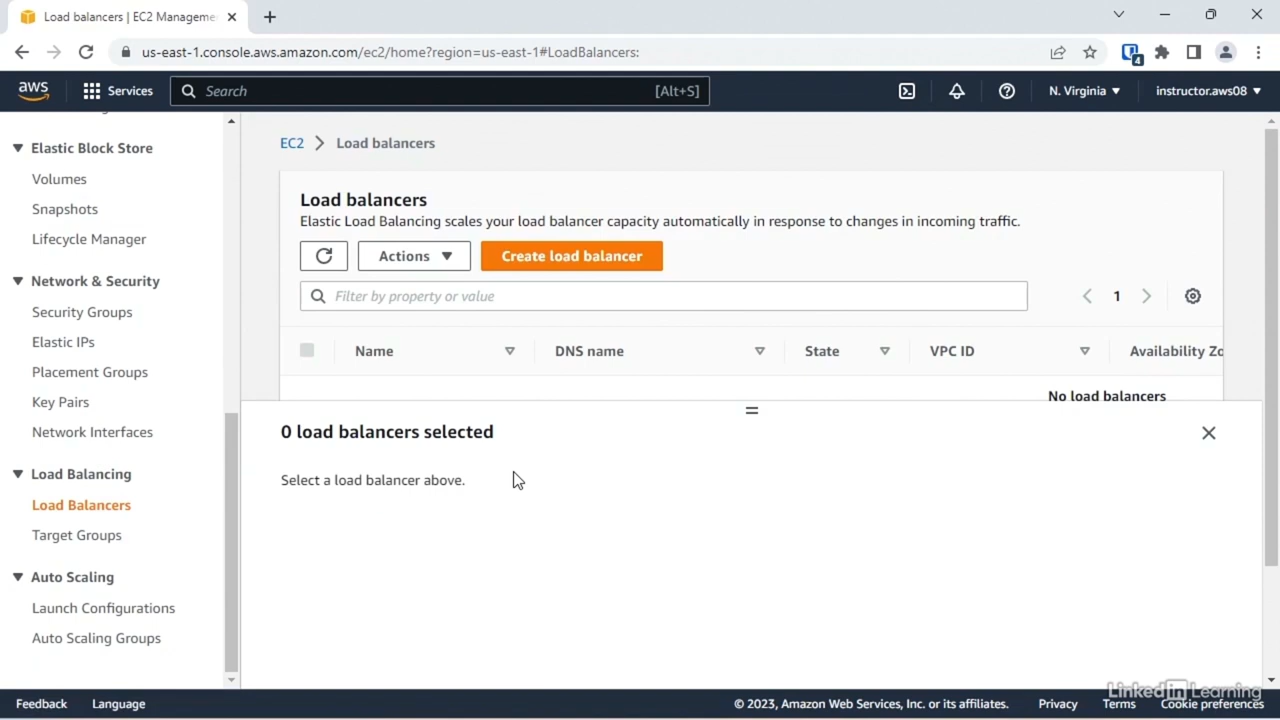 Load balancers | EC2 Manageme
us-east-1.console.aws.amazon.com/ec2/home?region=us-east-1#LoadBalancers:
4
aws
Services
Search
[Alt+S]
N. Virginia
instructor.aws08
Elastic Block Store
Volumes
Snapshots
Lifecycle Manager
Network & Security
Security Groups
Elastic IPs
Placement Groups
Key Pairs
Network Interfaces
Load Balancing
Load Balancers
Target Groups
Auto Scaling
Launch Configurations
Auto Scaling Groups
EC2
Load balancers
Load balancers
Elastic Load Balancing scales your load balancer capacity automatically in response to changes in incoming traffic.
Actions
Create load balancer
Filter by property or value
1
Name
DNS name
State
VPC ID
Availability Zo
No load balancers
0 load balancers selected
Select a load balancer above.
LinkedIn Learning
Feedback
Language
© 2023, Amazon Web Services, Inc. or its affiliates.
Privacy
Terms
Cookie preferences